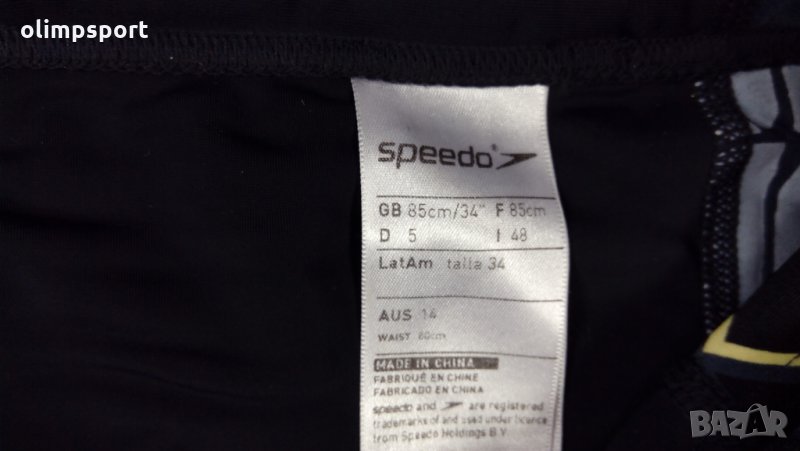 olimpsport
speedo
GB 85cm/34" F 85cm
D 5 I 48
LatAm talla 34
AUS 14
WAIST 80cm
MADE IN CHINA
FABRIQUÉ EN CHINE
FABRICADO EN CHINA
speedo and are registered
trademarks of and used under licence
from Speedo Holdings B.V.
BAZAR